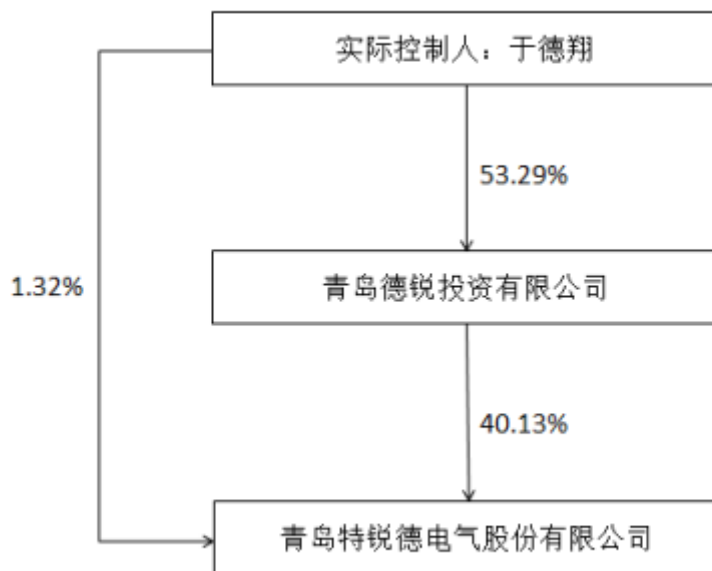 实际控制人：于德翔
53.29%
青岛德锐投资有限公司
1.32%
40.13%
青岛特锐德电气股份有限公司